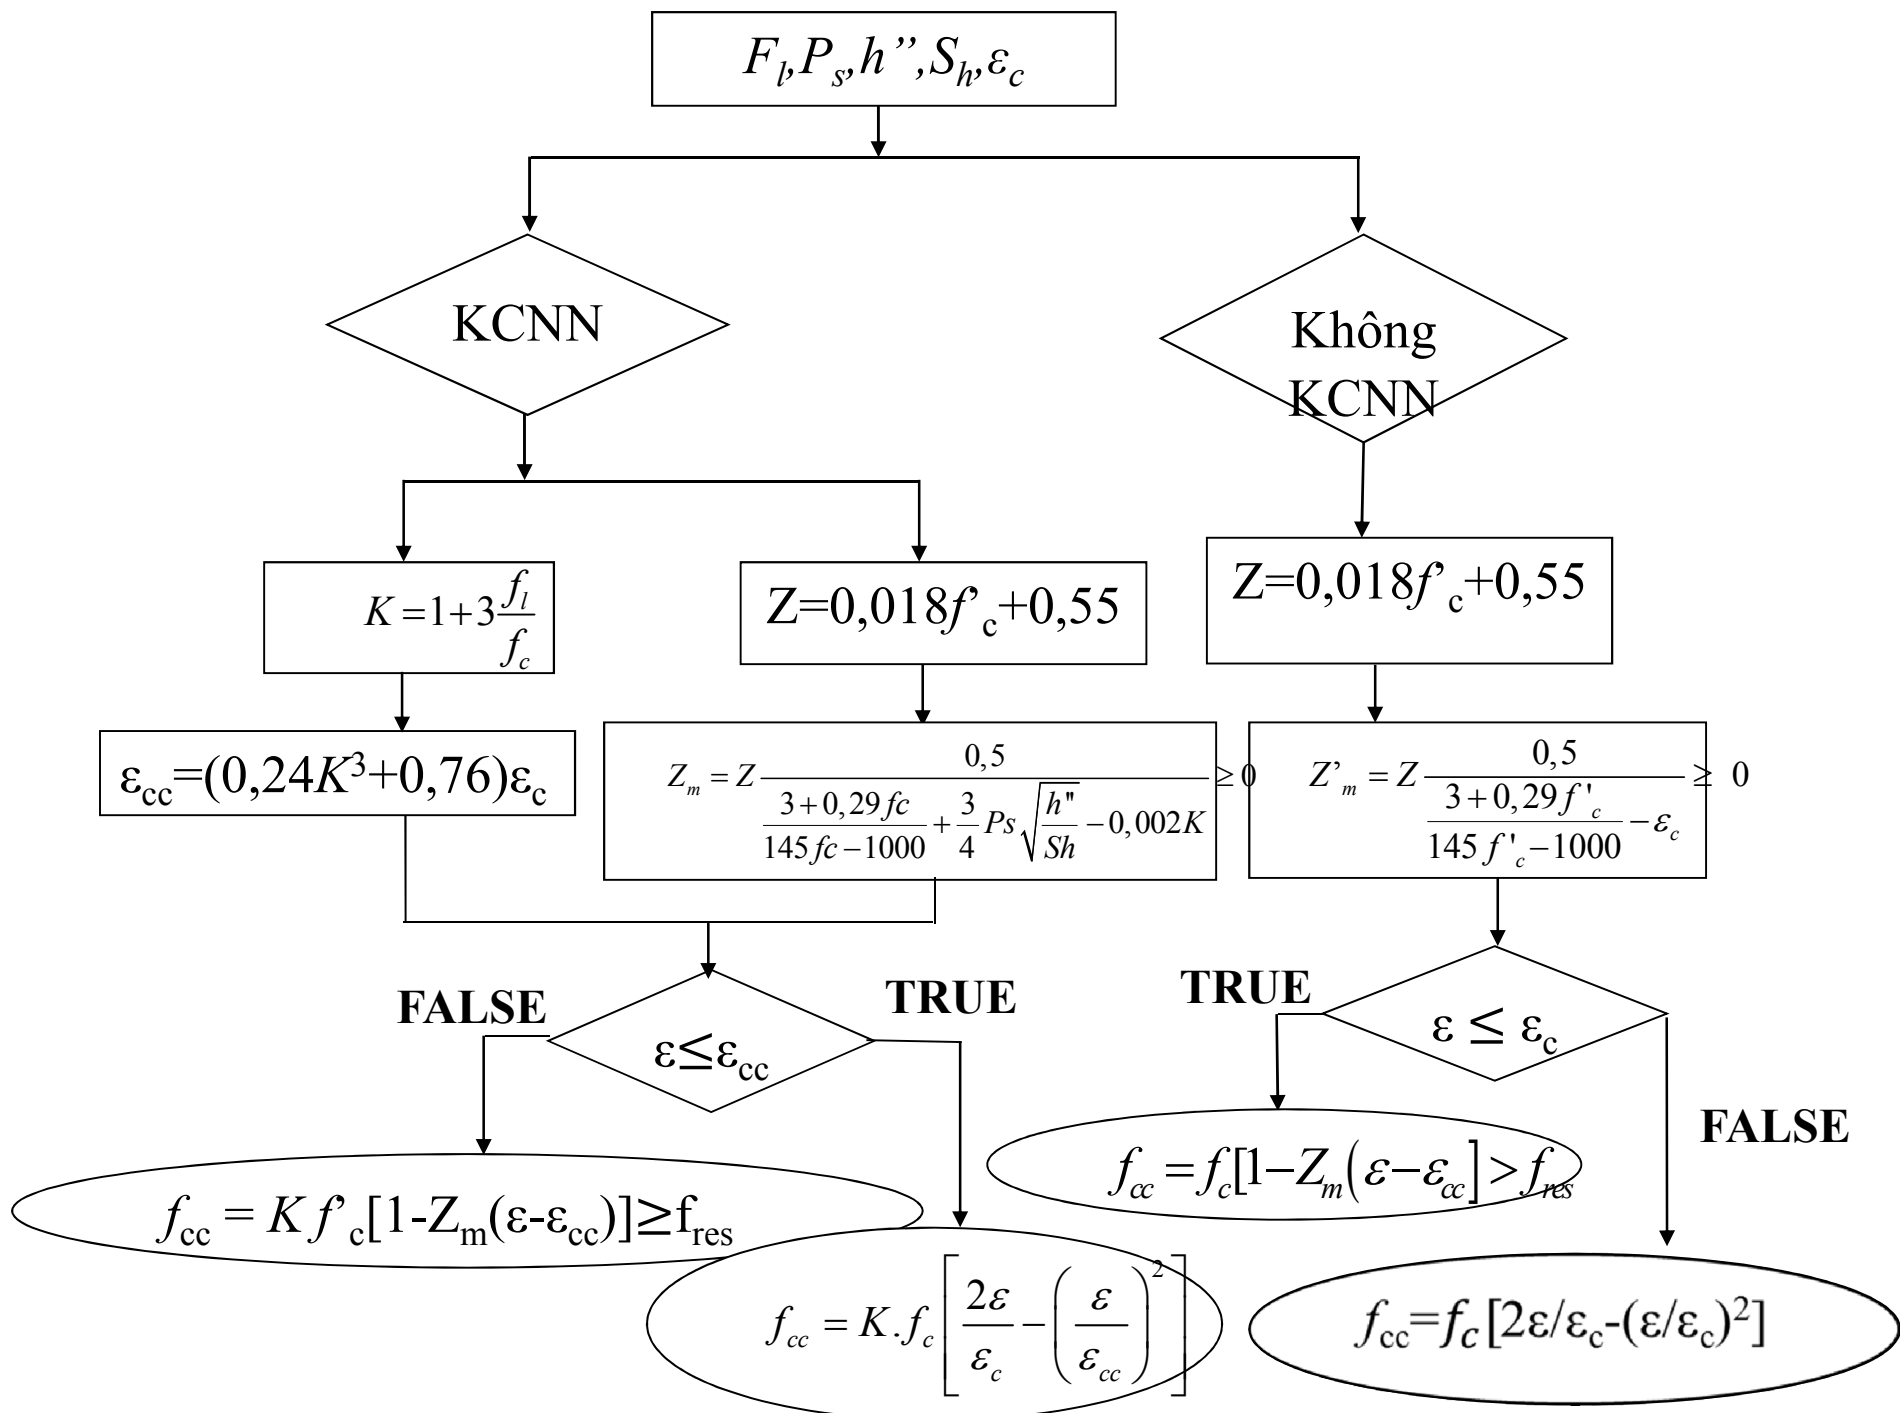 F_l,P_s,h’’,S_h,ε_c
KCNN
Không
KCNN
K = 1+3 f_l/f_c
Z=0,018f’_c+0,55
Z=0,018f’_c+0,55
ε_cc=(0,24K³+0,76)ε_c
Z_m = Z 0,5/((3+0,29fc)/(145fc−1000) + 3/4 Ps √(h"/Sh) −0,002K) ≥0
Z’_m = Z 0,5/((3+0,29f'_c)/(145f'_c−1000) − ε_c) ≥ 0
FALSE
TRUE
ε≤ε_cc
TRUE
ε ≤ ε_c
FALSE
f_cc = K f’_c[1-Z_m(ε-ε_cc)]≥f_res
f_cc = K.f_c[2ε/ε_c − (ε/ε_cc)²]
f_cc = f_c[1−Z_m(ε−ε_cc]>f_res
f_cc=f_c[2ε/ε_c-(ε/ε_c)²]